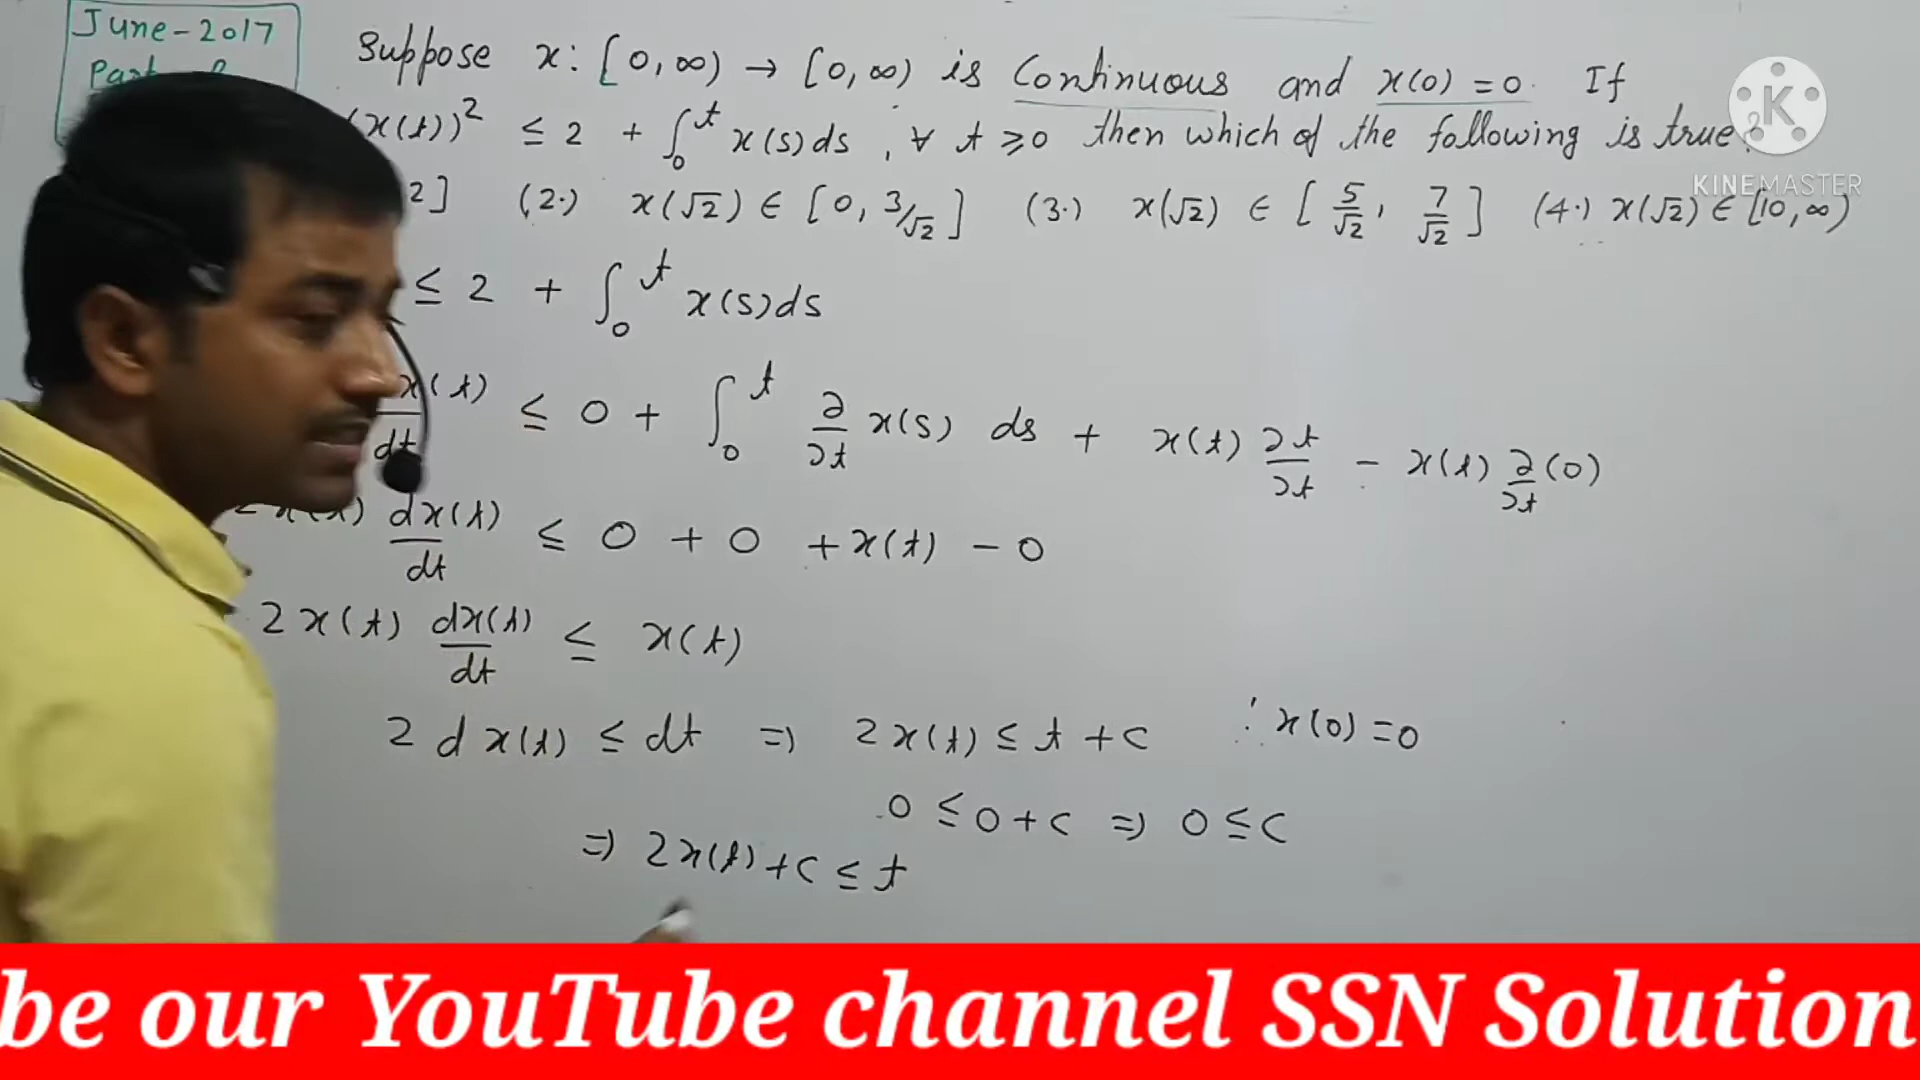 June-2017
Part
Suppose x: [0,∞) → [0,∞) is Continuous and x(0) = 0. If
(x(t))² ≤ 2 + ∫₀ᵗ x(s)ds , ∀ t ≥ 0 then which of the following is true?
2] (2.) x(√2) ∈ [0, 3/√2] (3.) x(√2) ∈ [5/√2, 7/√2] (4.) x(√2) ∈ [10,∞)
≤ 2 + ∫₀ᵗ x(s)ds
x(t)/dt ≤ 0 + ∫₀ᵗ ∂/∂t x(s) ds + x(t) ∂t/∂t - x(t) ∂/∂t (0)
2x(t) dx(t)/dt ≤ 0 + 0 + x(t) - 0
2x(t) dx(t)/dt ≤ x(t)
2 d x(t) ≤ dt ⇒ 2x(t) ≤ t + c ∵ x(0) = 0
0 ≤ 0 + c ⇒ 0 ≤ c
⇒ 2x(t) + c ≤ t
K
KINEMASTER
be our YouTube channel SSN Solution